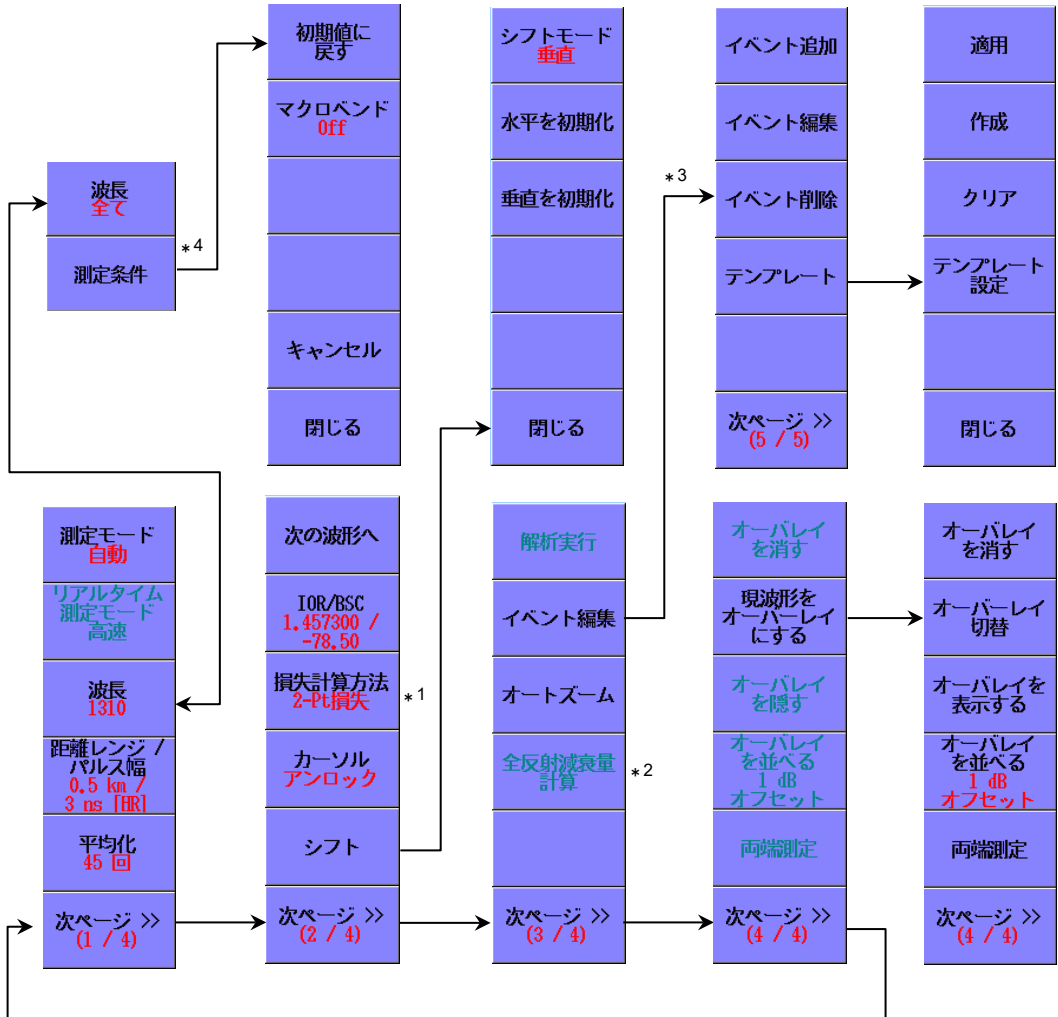 波長
全て
測定条件
*4
初期値に
戻す
マクロベンド
Off
キャンセル
閉じる
シフトモード
垂直
水平を初期化
垂直を初期化
閉じる
*3
イベント追加
イベント編集
イベント削除
テンプレート
次ページ >>
(5 / 5)
適用
作成
クリア
テンプレート
設定
閉じる
測定モード
自動
リアルタイム
測定モード
高速
波長
1310
距離レンジ /
パルス幅
0.5 km /
3 ns [HR]
平均化
45 回
次ページ >>
(1 / 4)
次の波形へ
IOR/BSC
1.457300 /
-78.50
損失計算方法
2-Pt損失
*1
カーソル
アンロック
シフト
次ページ >>
(2 / 4)
解析実行
イベント編集
オートズーム
全反射減衰量
計算
*2
次ページ >>
(3 / 4)
オーバレイ
を消す
現波形を
オーバーレイ
にする
オーバレイ
を隠す
オーバレイ
を並べる
1 dB
オフセット
両端測定
次ページ >>
(4 / 4)
オーバレイ
を消す
オーバーレイ
切替
オーバレイを
表示する
オーバレイ
を並べる
1 dB
オフセット
両端測定
次ページ >>
(4 / 4)